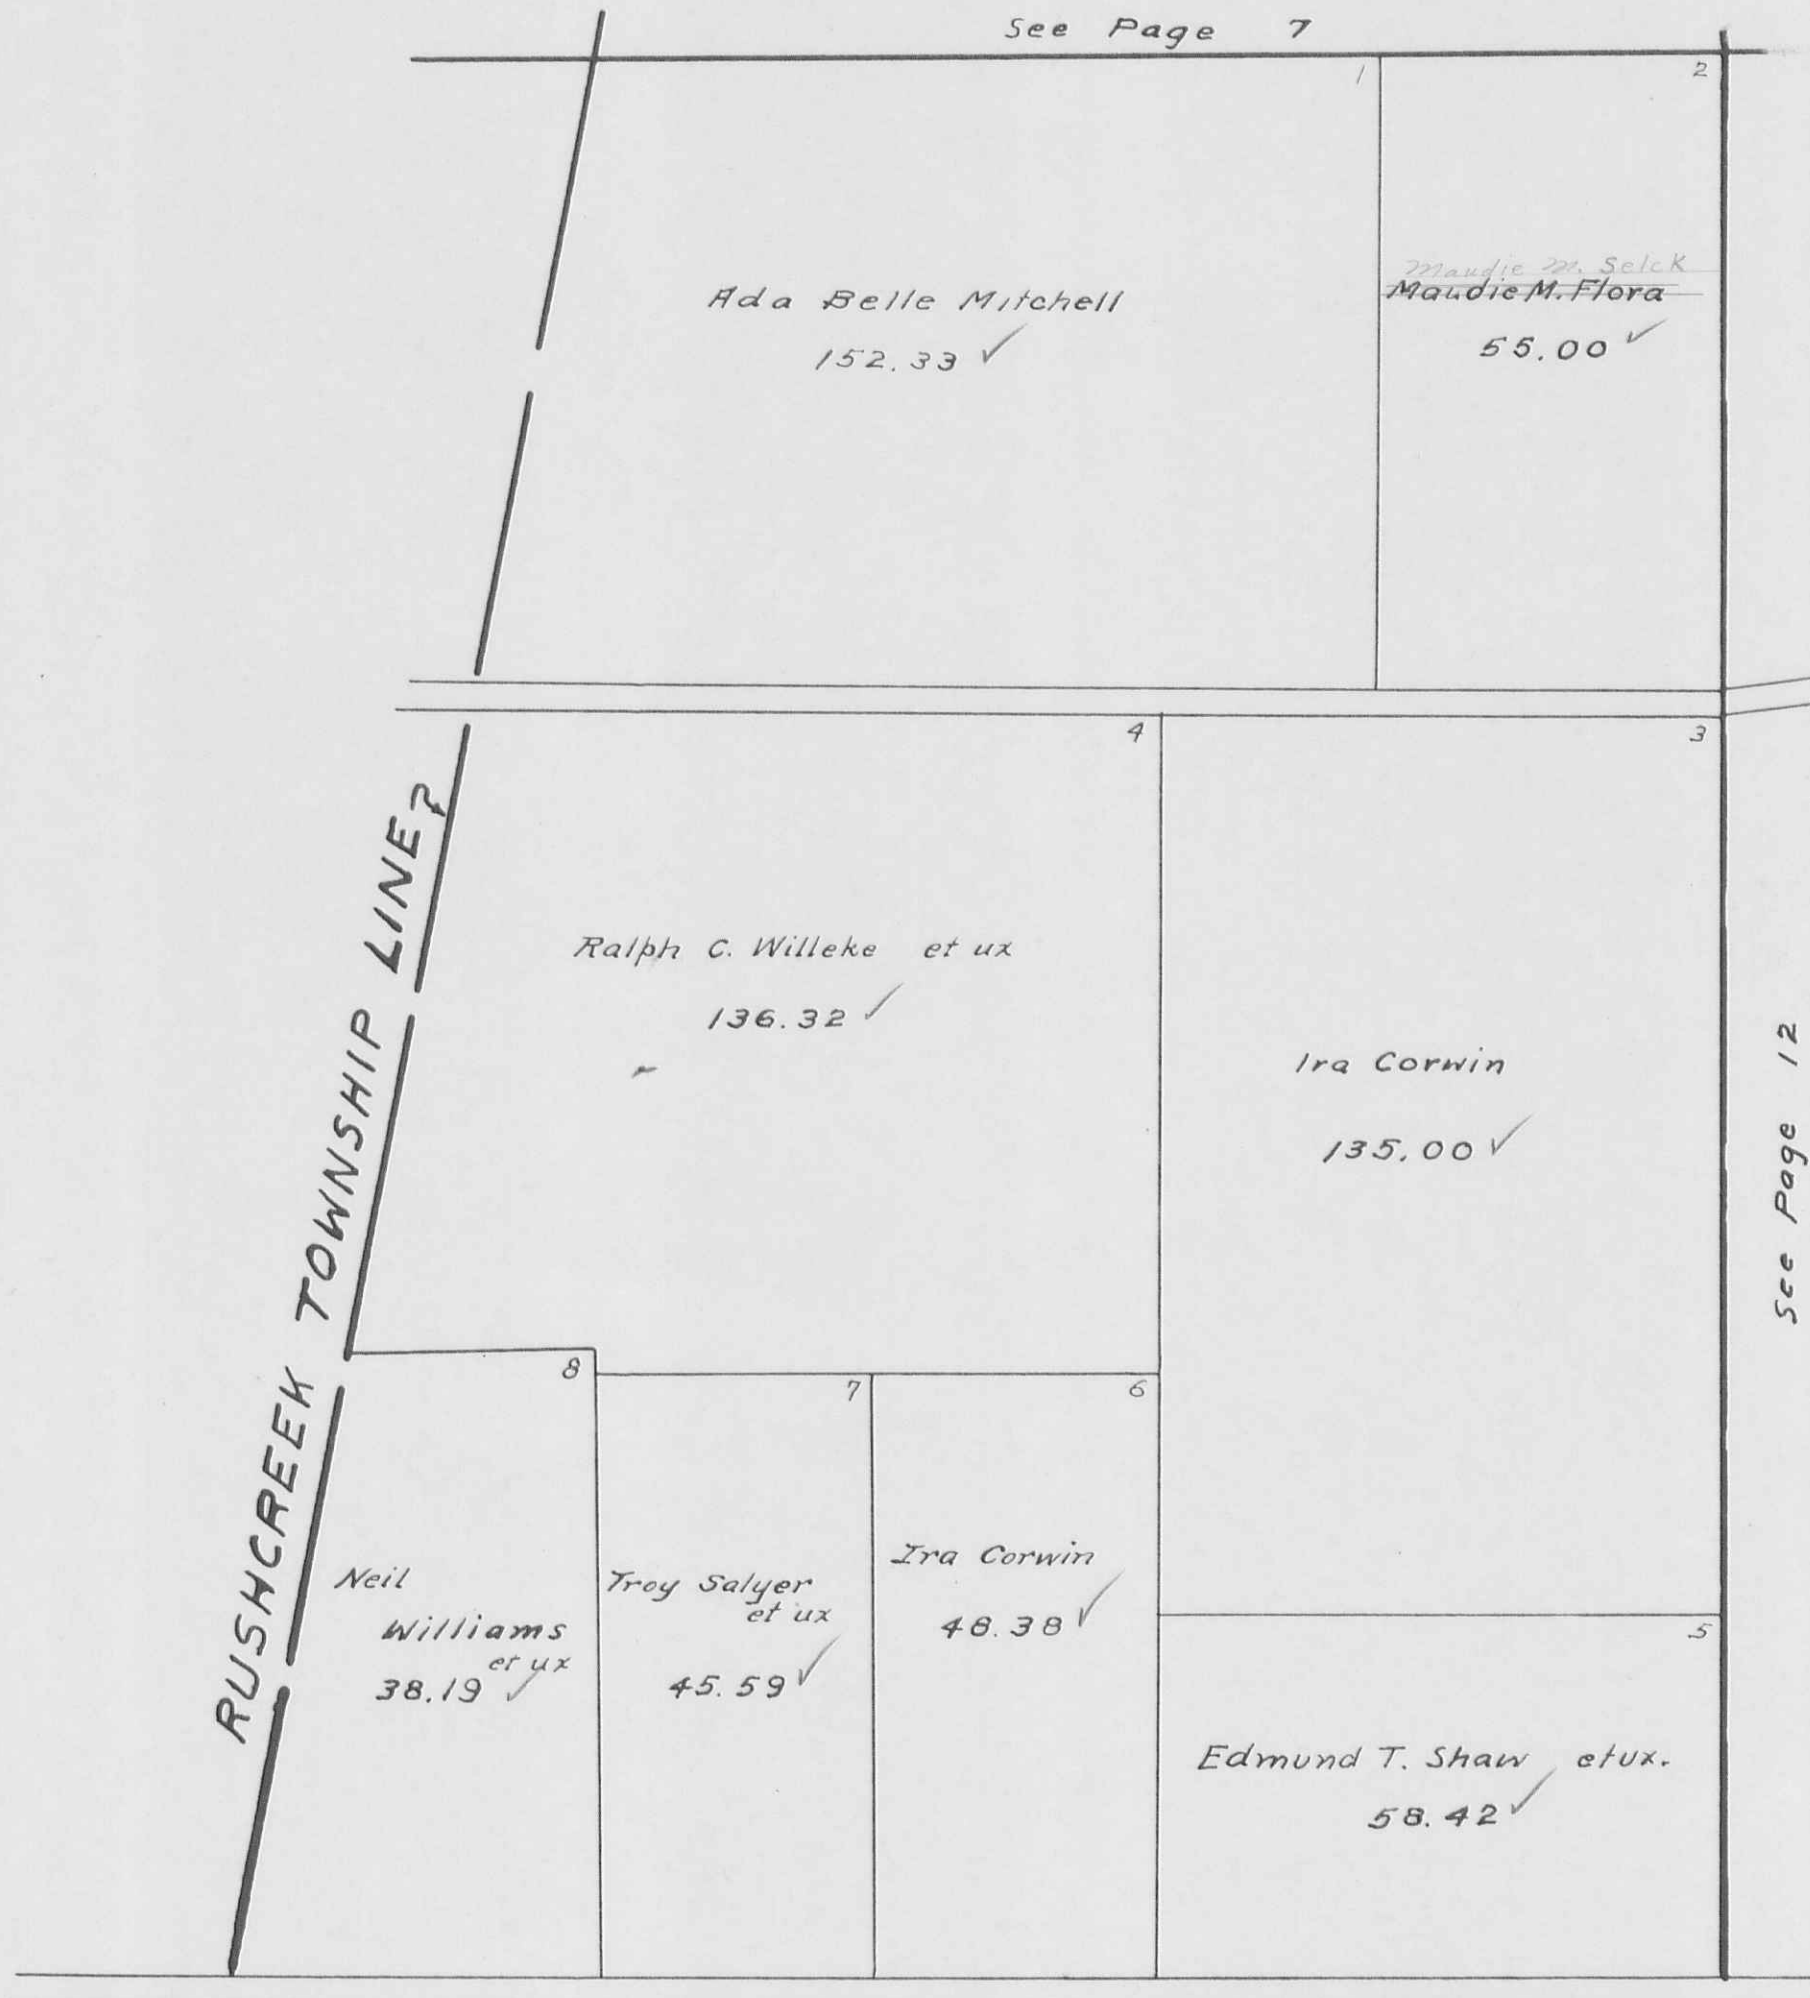 See Page 7
1
2
Ada Belle Mitchell
152.33 ✓
Maudie M. Selck
Maudie M. Flora
55.00 ✓
4
3
RUSHCREEK TOWNSHIP LINE?
Ralph C. Willeke et ux
136.32 ✓
Ira Corwin
135.00 ✓
See Page 12
8
7
6
Neil
Williams
et ux
38.19 ✓
Troy Salyer
et ux
45.59 ✓
Ira Corwin
48.38 ✓
5
Edmund T. Shaw etux.
58.42 ✓